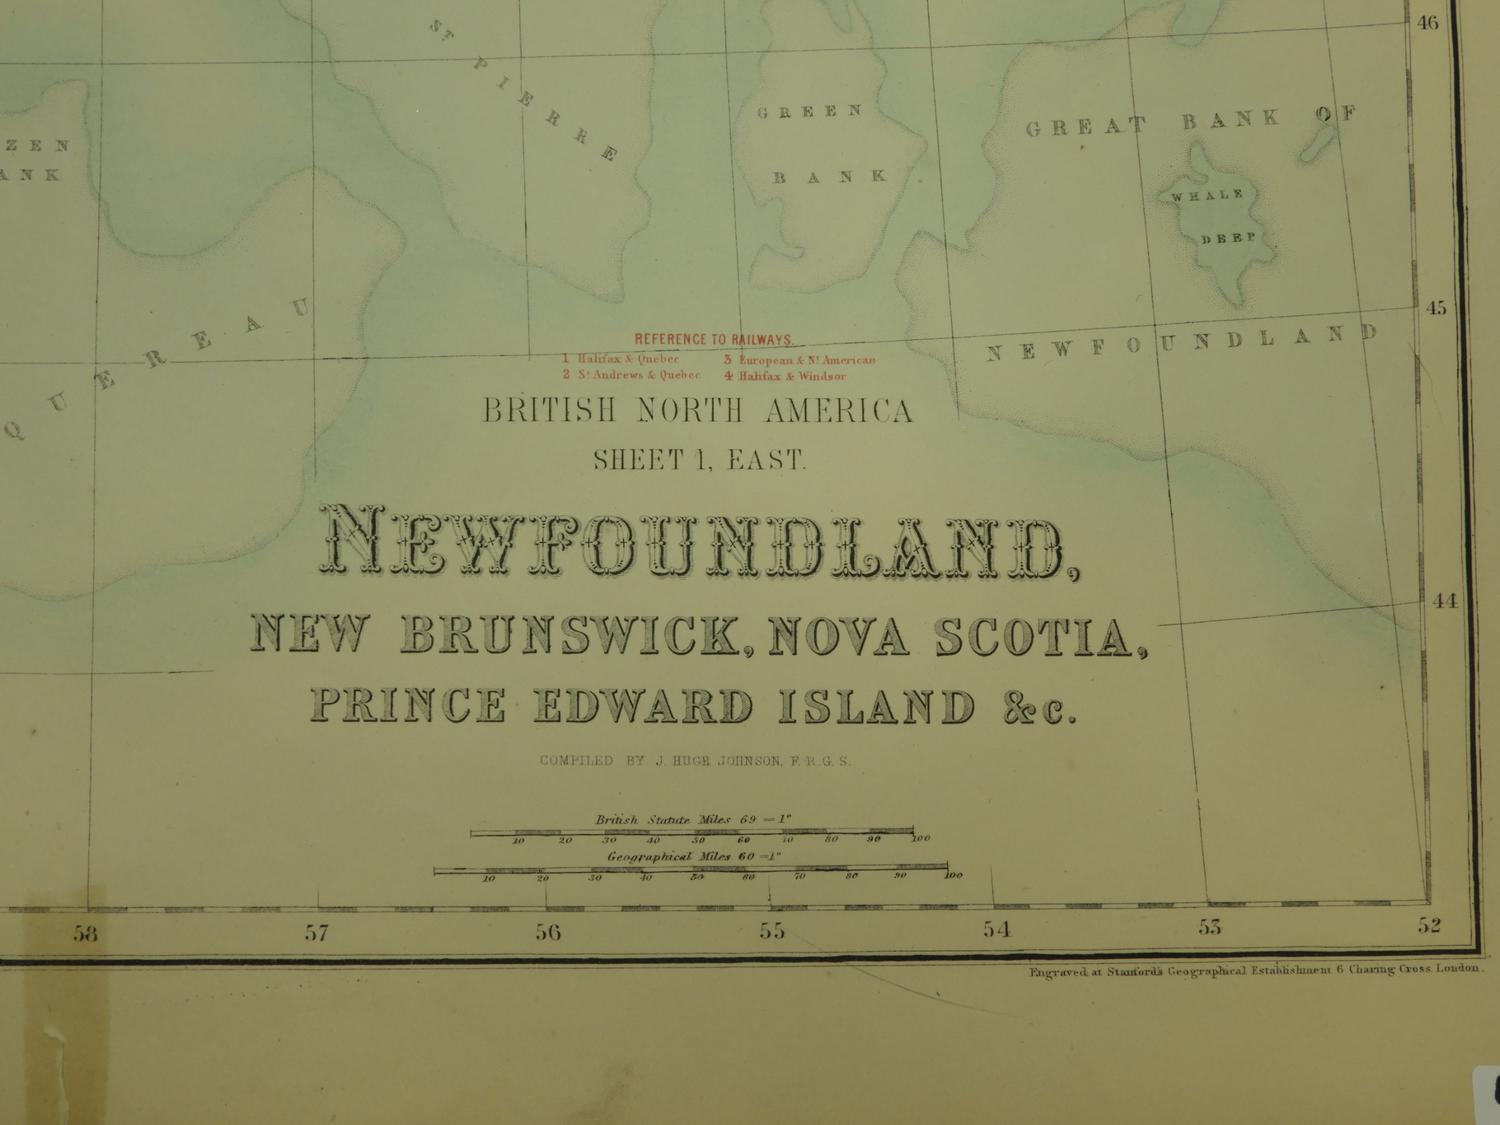 46
ST PIERRE
GREEN
BANK
GREAT BANK OF
NEWFOUNDLAND
WHALE
DEEP
ZEN
ANK
QUEREAU
45
REFERENCE TO RAILWAYS.
1 Halifax & Quebec 3 European & Nth American
2 St Andrews & Quebec 4 Halifax & Windsor
BRITISH NORTH AMERICA
SHEET 1, EAST.
NEWFOUNDLAND,
NEW BRUNSWICK, NOVA SCOTIA,
PRINCE EDWARD ISLAND &c.
COMPILED BY J. HUGH JOHNSON, F.R.G.S.
44
British Statute Miles 69 = 1°
10 20 30 40 50 60 70 80 90 100
Geographical Miles 60 = 1°
10 20 30 40 50 60 70 80 90 100
58 57 56 55 54 53 52
Engraved at Stanford's Geographical Establishment 6 Charing Cross London.